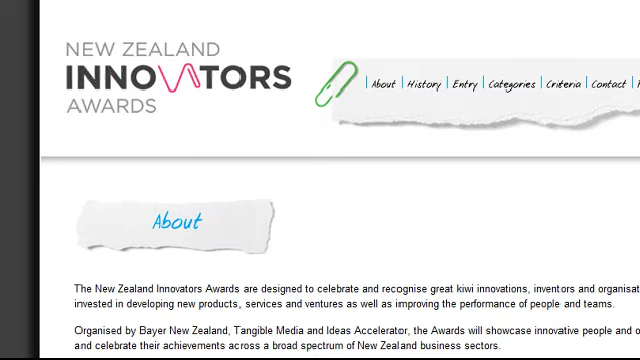 NEW ZEALAND
INNOVATORS
AWARDS
About History Entry Categories Criteria Contact
About
The New Zealand Innovators Awards are designed to celebrate and recognise great kiwi innovations, inventors and
invested in developing new products, services and ventures as well as improving the performance of people and teams.
Organised by Bayer New Zealand, Tangible Media and Ideas Accelerator, the Awards will showcase innovative people and
and celebrate their achievements across a broad spectrum of New Zealand business sectors.